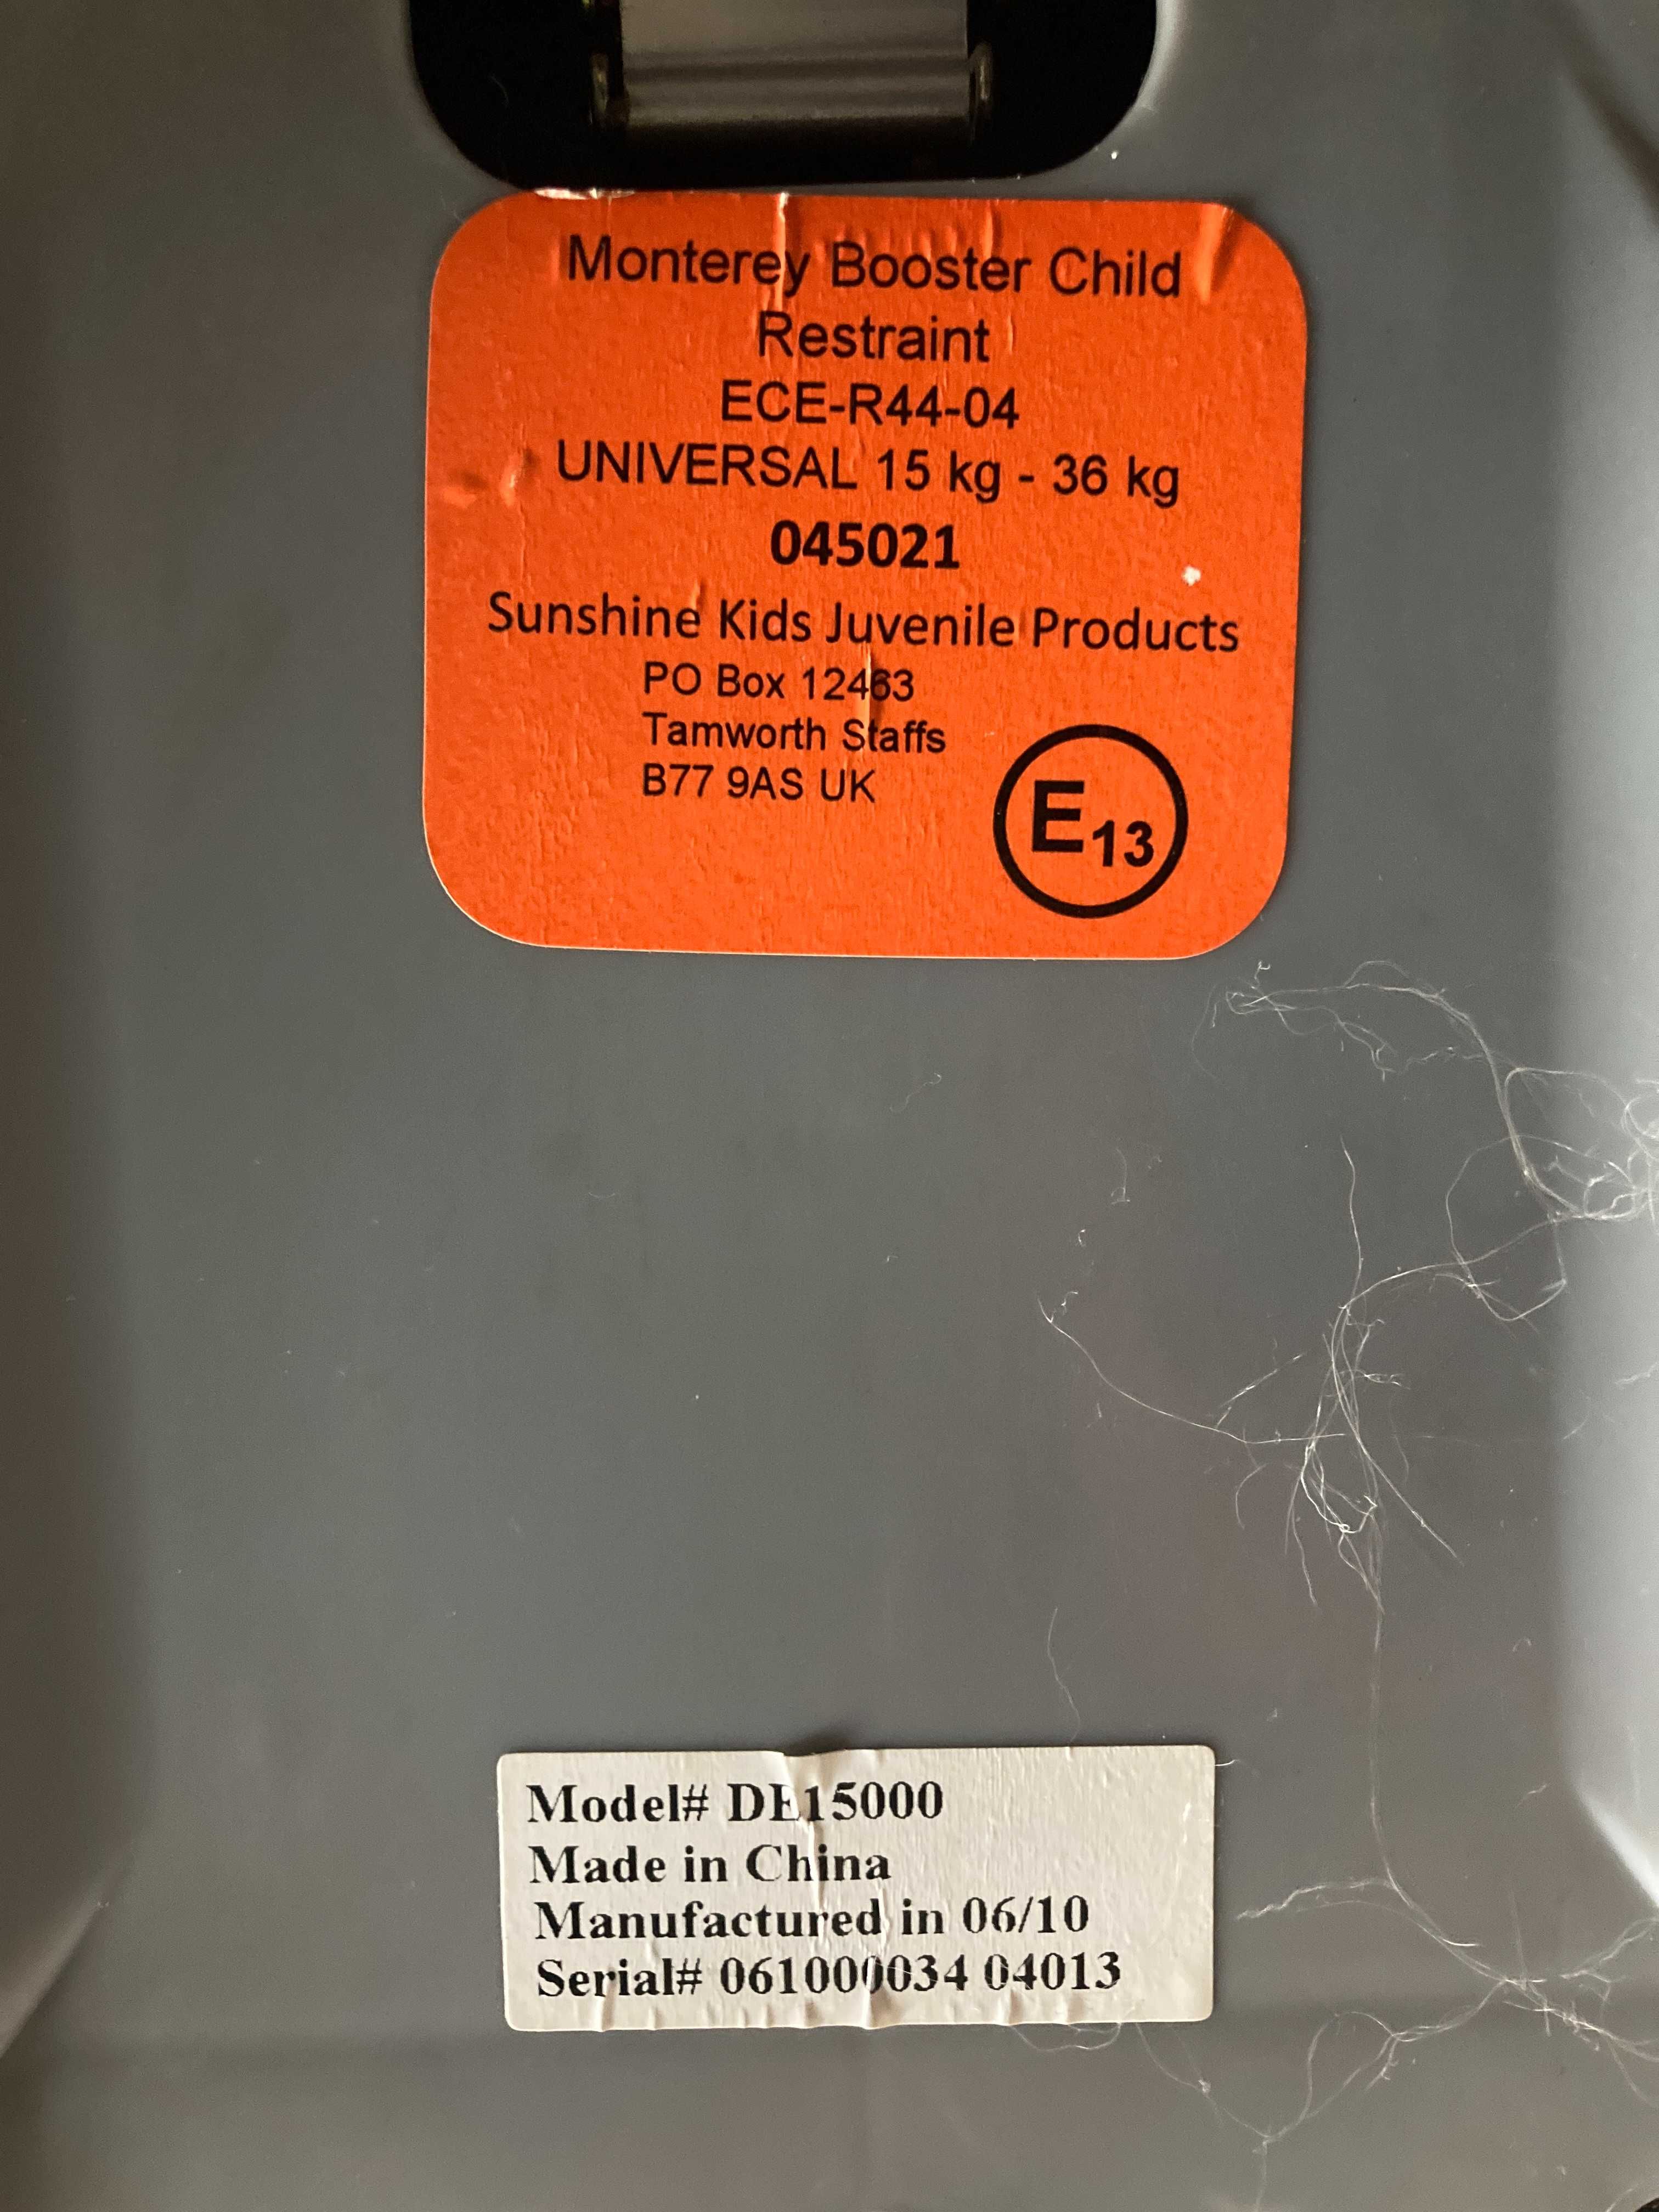 Monterey Booster Child
Restraint
ECE-R44-04
UNIVERSAL 15 kg - 36 kg
045021
Sunshine Kids Juvenile Products
PO Box 12463
Tamworth Staffs
B77 9AS UK
E13
Model# DE15000
Made in China
Manufactured in 06/10
Serial# 061000034 04013